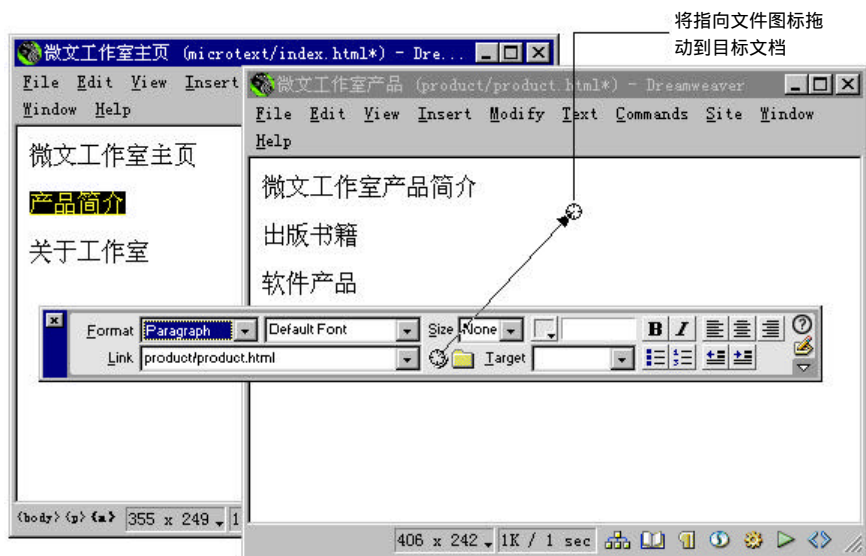 将指向文件图标拖
动到目标文档
微文工作室主页 (microtext/index.html*) - Dre...
File Edit View Insert
Window Help
微文工作室主页
产品简介
关于工作室
<body> <p> <a> 355 x 249 1
微文工作室产品 (product/product.html*) - Dreamweaver
File Edit View Insert Modify Text Commands Site Window
Help
微文工作室产品简介
出版书籍
软件产品
Format Paragraph Default Font Size None B I
Link product/product.html Target
406 x 242 1K / 1 sec